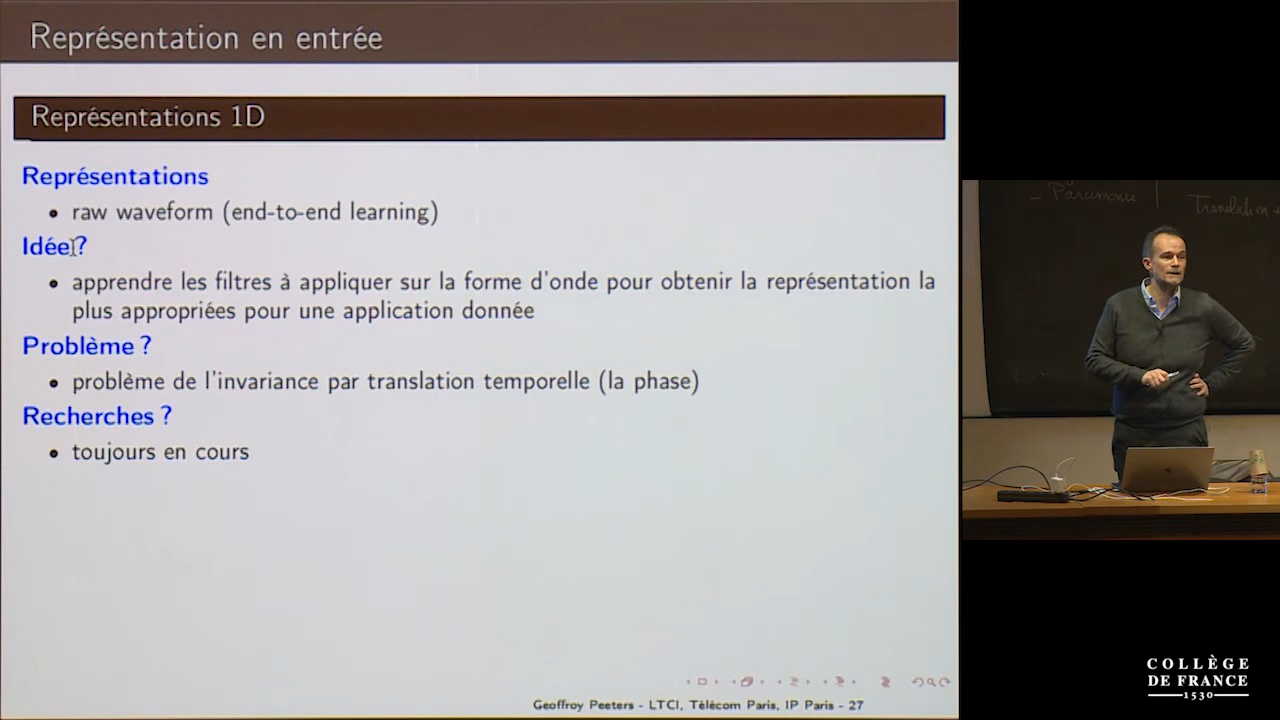 Représentation en entrée
Représentations 1D
Représentations
• raw waveform (end-to-end learning)
Idée ?
• apprendre les filtres à appliquer sur la forme d'onde pour obtenir la représentation la
plus appropriées pour une application donnée
Problème ?
• problème de l'invariance par translation temporelle (la phase)
Recherches ?
• toujours en cours
Geoffroy Peeters - LTCI, Télécom Paris, IP Paris - 27
- Parcimonie
Translation
COLLÈGE
DE FRANCE
1530